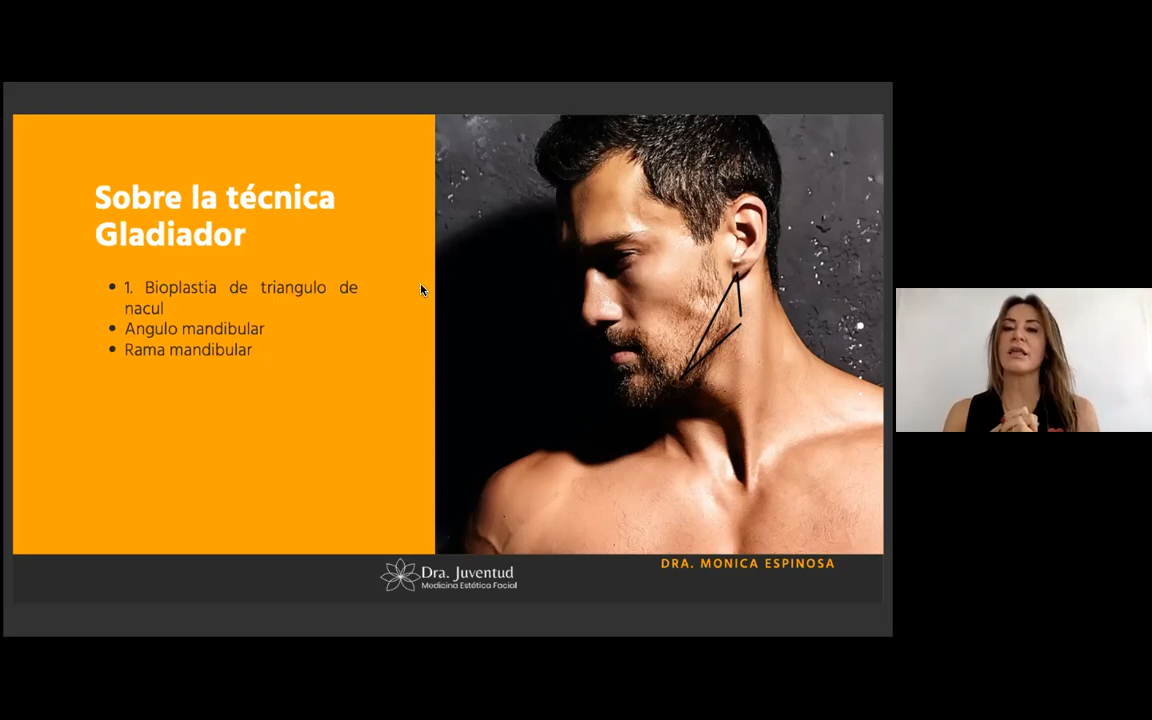 Sobre la técnica
Gladiador
• 1. Bioplastia de triangulo de
nacul
• Angulo mandibular
• Rama mandibular
Dra. Juventud
Medicina Estética Facial
DRA. MONICA ESPINOSA